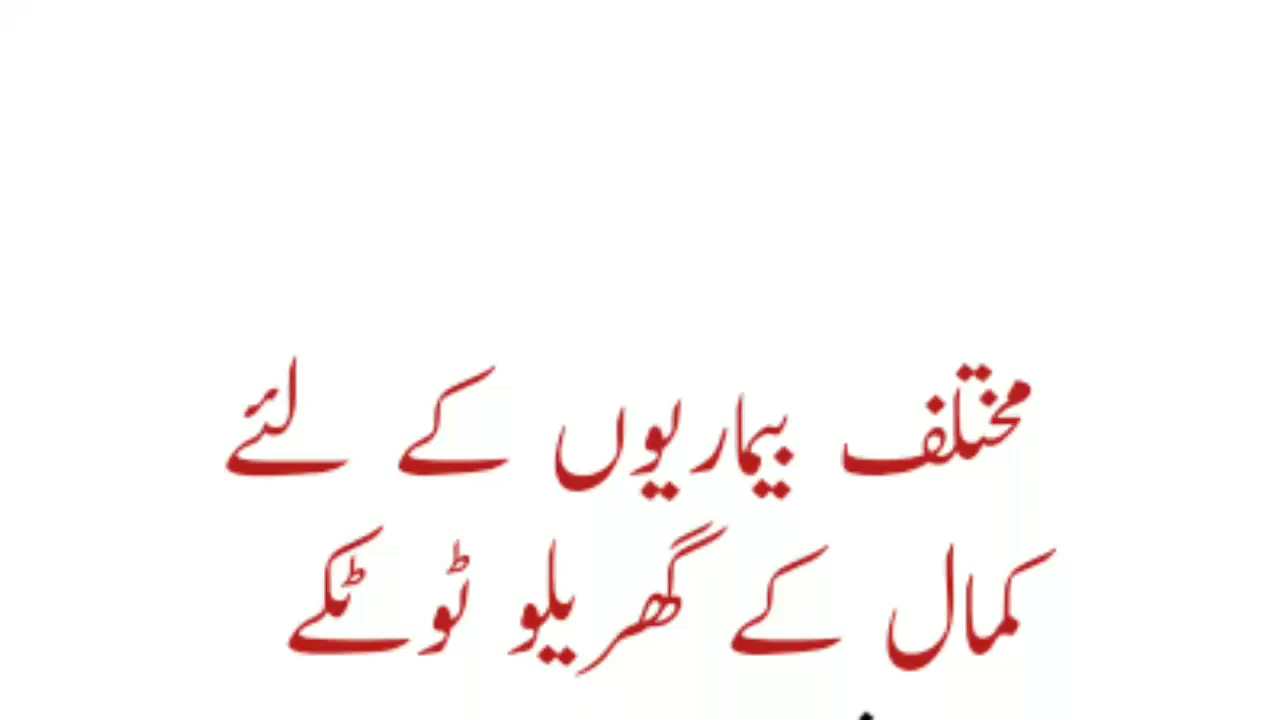 مختلف بیماریوں کے لئے
کمال کے گھریلو ٹوٹکے